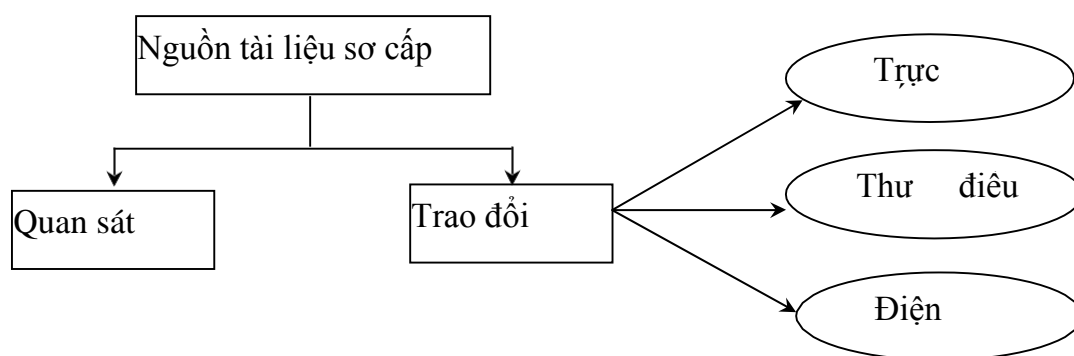 Nguồn tài liệu sơ cấp
Trực
Quan sát
Trao đổi
Thư điêu
Điện